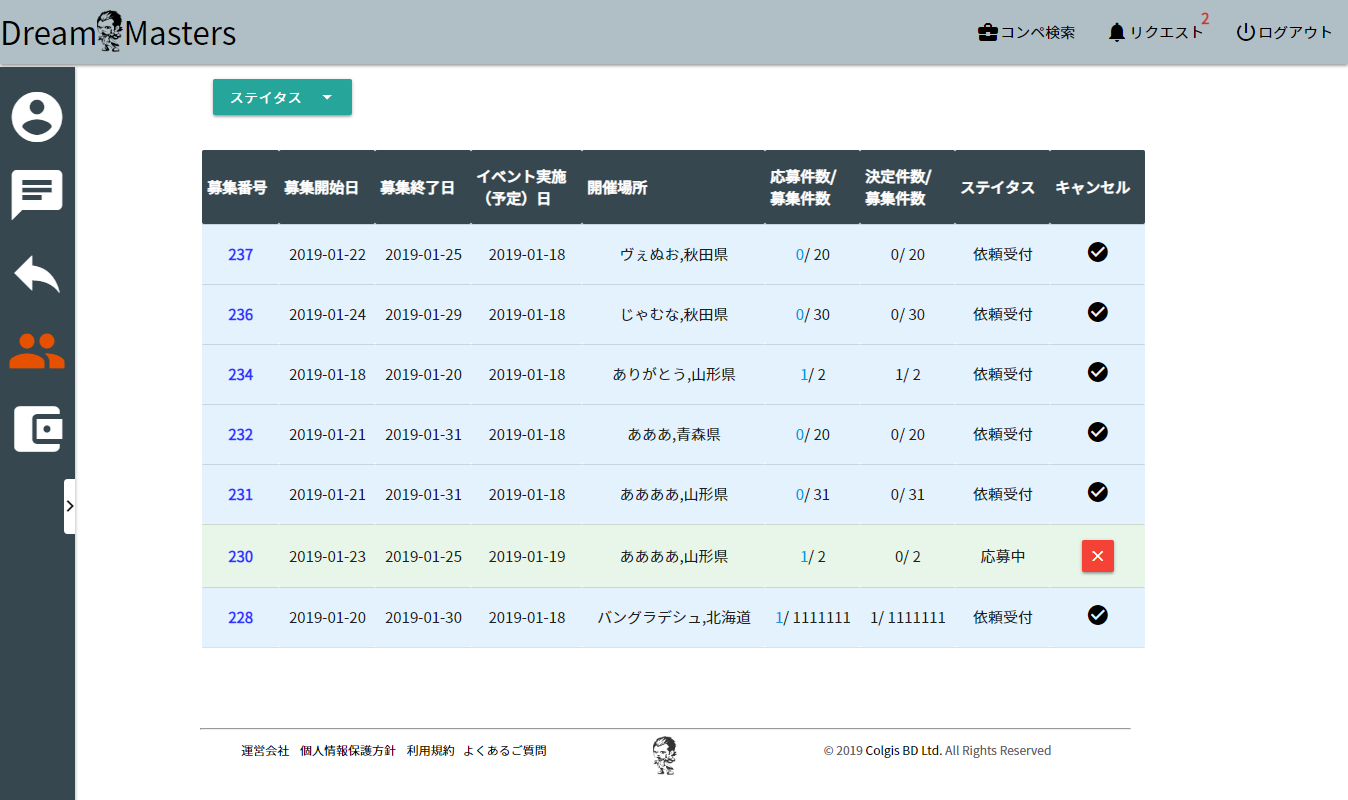 Dream Masters
コンペ検索 リクエスト 2 ログアウト
ステイタス
募集番号 募集開始日 募集終了日 イベント実施（予定）日 開催場所 応募件数/募集件数 決定件数/募集件数 ステイタス キャンセル
237 2019-01-22 2019-01-25 2019-01-18 ヴぇぬお,秋田県 0/ 20 0/ 20 依頼受付
236 2019-01-24 2019-01-29 2019-01-18 じゃむな,秋田県 0/ 30 0/ 30 依頼受付
234 2019-01-18 2019-01-20 2019-01-18 ありがとう,山形県 1/ 2 1/ 2 依頼受付
232 2019-01-21 2019-01-31 2019-01-18 あああ,青森県 0/ 20 0/ 20 依頼受付
231 2019-01-21 2019-01-31 2019-01-18 ああああ,山形県 0/ 31 0/ 31 依頼受付
230 2019-01-23 2019-01-25 2019-01-19 ああああ,山形県 1/ 2 0/ 2 応募中
228 2019-01-20 2019-01-30 2019-01-18 バングラデシュ,北海道 1/ 1111111 1/ 1111111 依頼受付
運営会社 個人情報保護方針 利用規約 よくあるご質問 © 2019 Colgis BD Ltd. All Rights Reserved